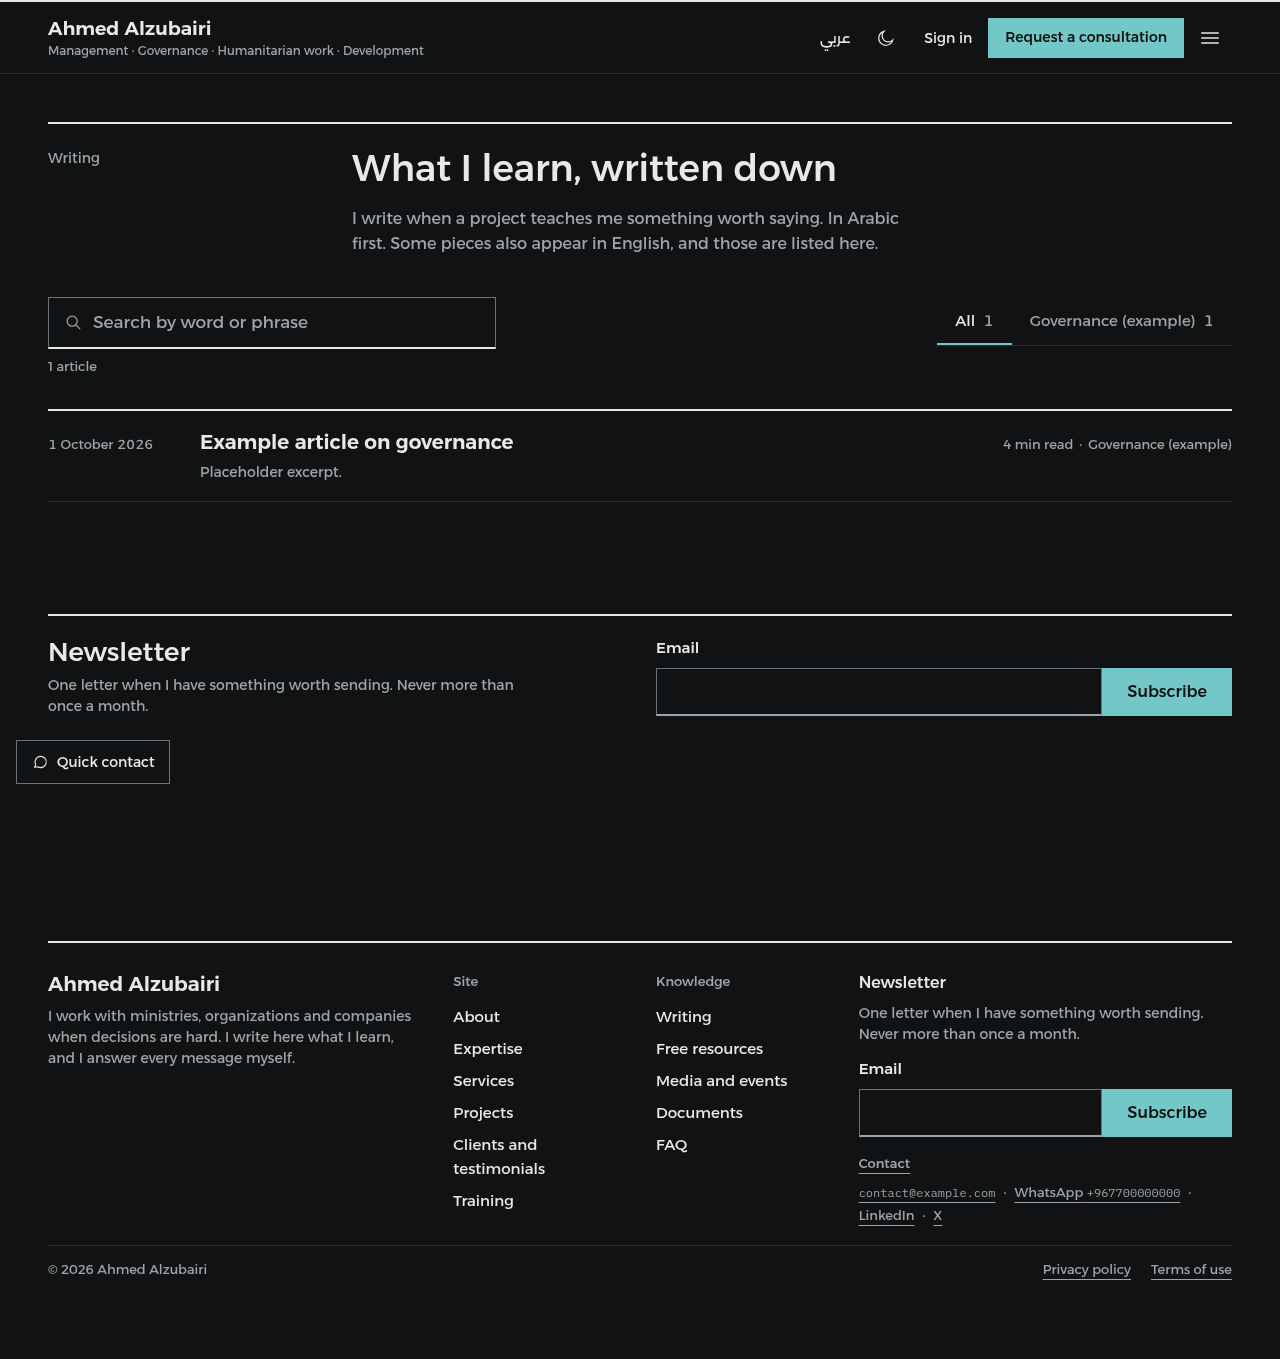 Ahmed Alzubairi
Management · Governance · Humanitarian work · Development
عربي
Sign in
Request a consultation
Writing
What I learn, written down
I write when a project teaches me something worth saying. In Arabic
first. Some pieces also appear in English, and those are listed here.
Search by word or phrase
All 1
Governance (example) 1
1 article
1 October 2026
Example article on governance
4 min read · Governance (example)
Placeholder excerpt.
Newsletter
One letter when I have something worth sending. Never more than
once a month.
Email
Subscribe
Quick contact
Ahmed Alzubairi
I work with ministries, organizations and companies
when decisions are hard. I write here what I learn,
and I answer every message myself.
Site
About
Expertise
Services
Projects
Clients and
testimonials
Training
Knowledge
Writing
Free resources
Media and events
Documents
FAQ
Newsletter
One letter when I have something worth sending.
Never more than once a month.
Email
Subscribe
Contact
contact@example.com · WhatsApp +967700000000 ·
LinkedIn · X
© 2026 Ahmed Alzubairi
Privacy policy
Terms of use